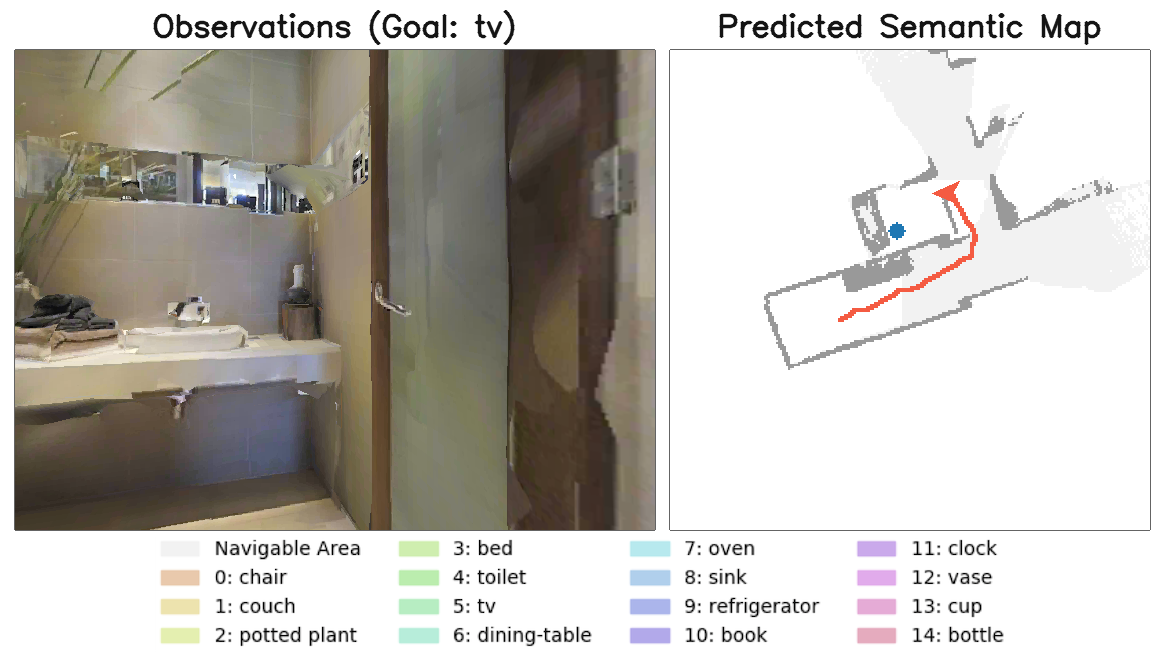 Observations (Goal: tv)
Predicted Semantic Map
Navigable Area
0: chair
1: couch
2: potted plant
3: bed
4: toilet
5: tv
6: dining-table
7: oven
8: sink
9: refrigerator
10: book
11: clock
12: vase
13: cup
14: bottle